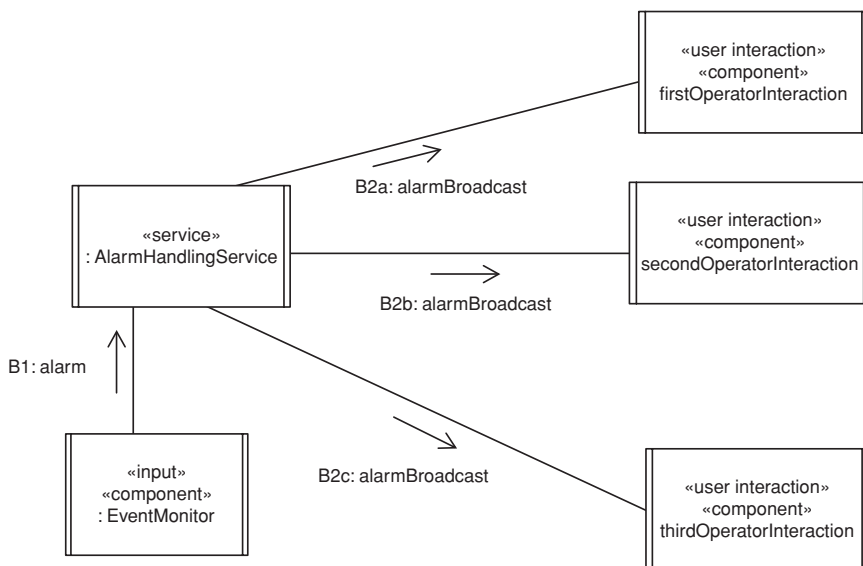 «user interaction»
«component»
firstOperatorInteraction
B2a: alarmBroadcast
«service»
: AlarmHandlingService
«user interaction»
«component»
secondOperatorInteraction
B2b: alarmBroadcast
B1: alarm
B2c: alarmBroadcast
«input»
«component»
: EventMonitor
«user interaction»
«component»
thirdOperatorInteraction